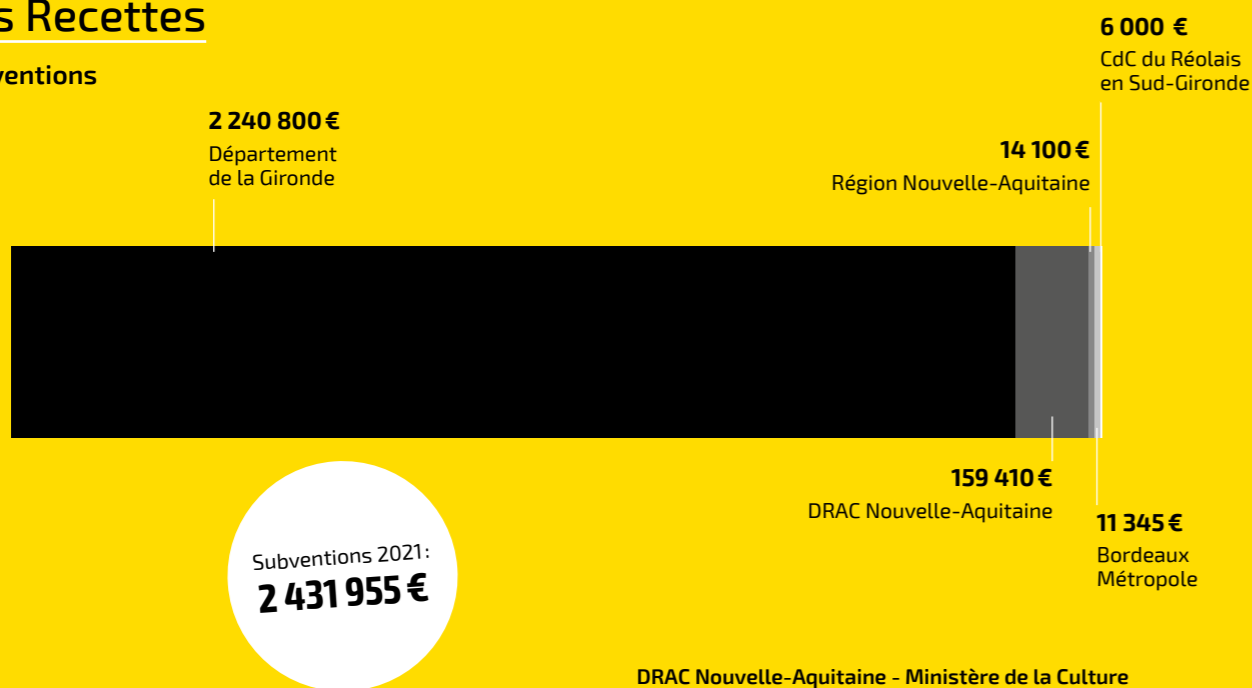 s Recettes
ventions
6 000 €
CdC du Réolais
en Sud-Gironde
2 240 800 €
Département
de la Gironde
14 100 €
Région Nouvelle-Aquitaine
159 410 €
DRAC Nouvelle-Aquitaine
11 345 €
Bordeaux
Métropole
Subventions 2021:
2 431 955 €
DRAC Nouvelle-Aquitaine - Ministère de la Culture